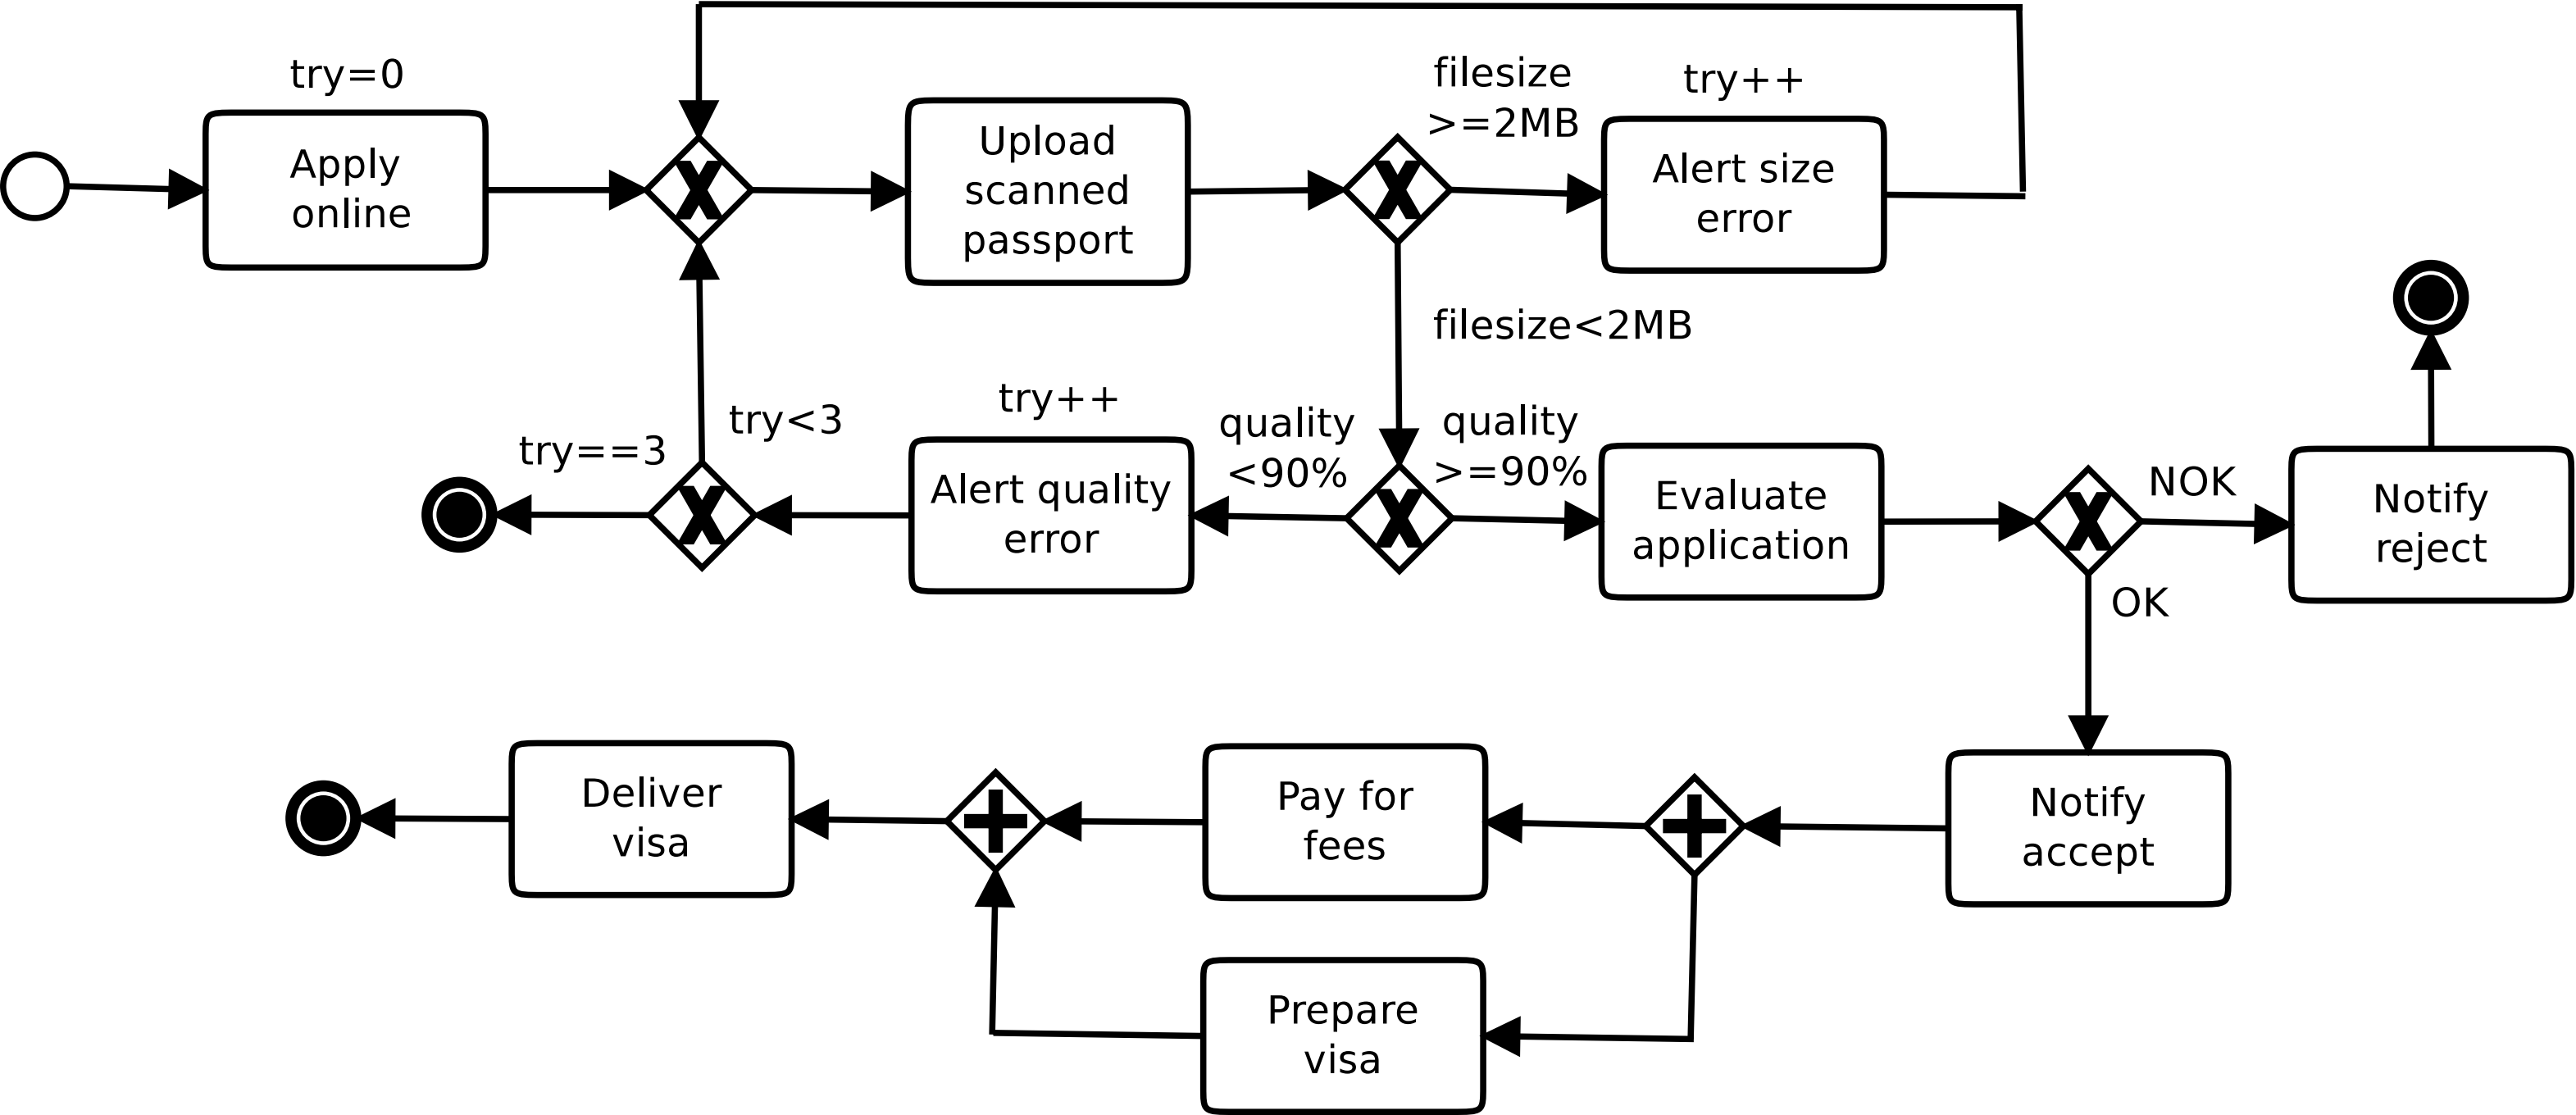 try=0
Apply
online
Upload
scanned
passport
filesize
>=2MB
try++
Alert size
error
filesize<2MB
try==3
try<3
try++
Alert quality
error
quality
<90%
quality
>=90%
Evaluate
application
NOK
OK
Notify
reject
Deliver
visa
Pay for
fees
Notify
accept
Prepare
visa